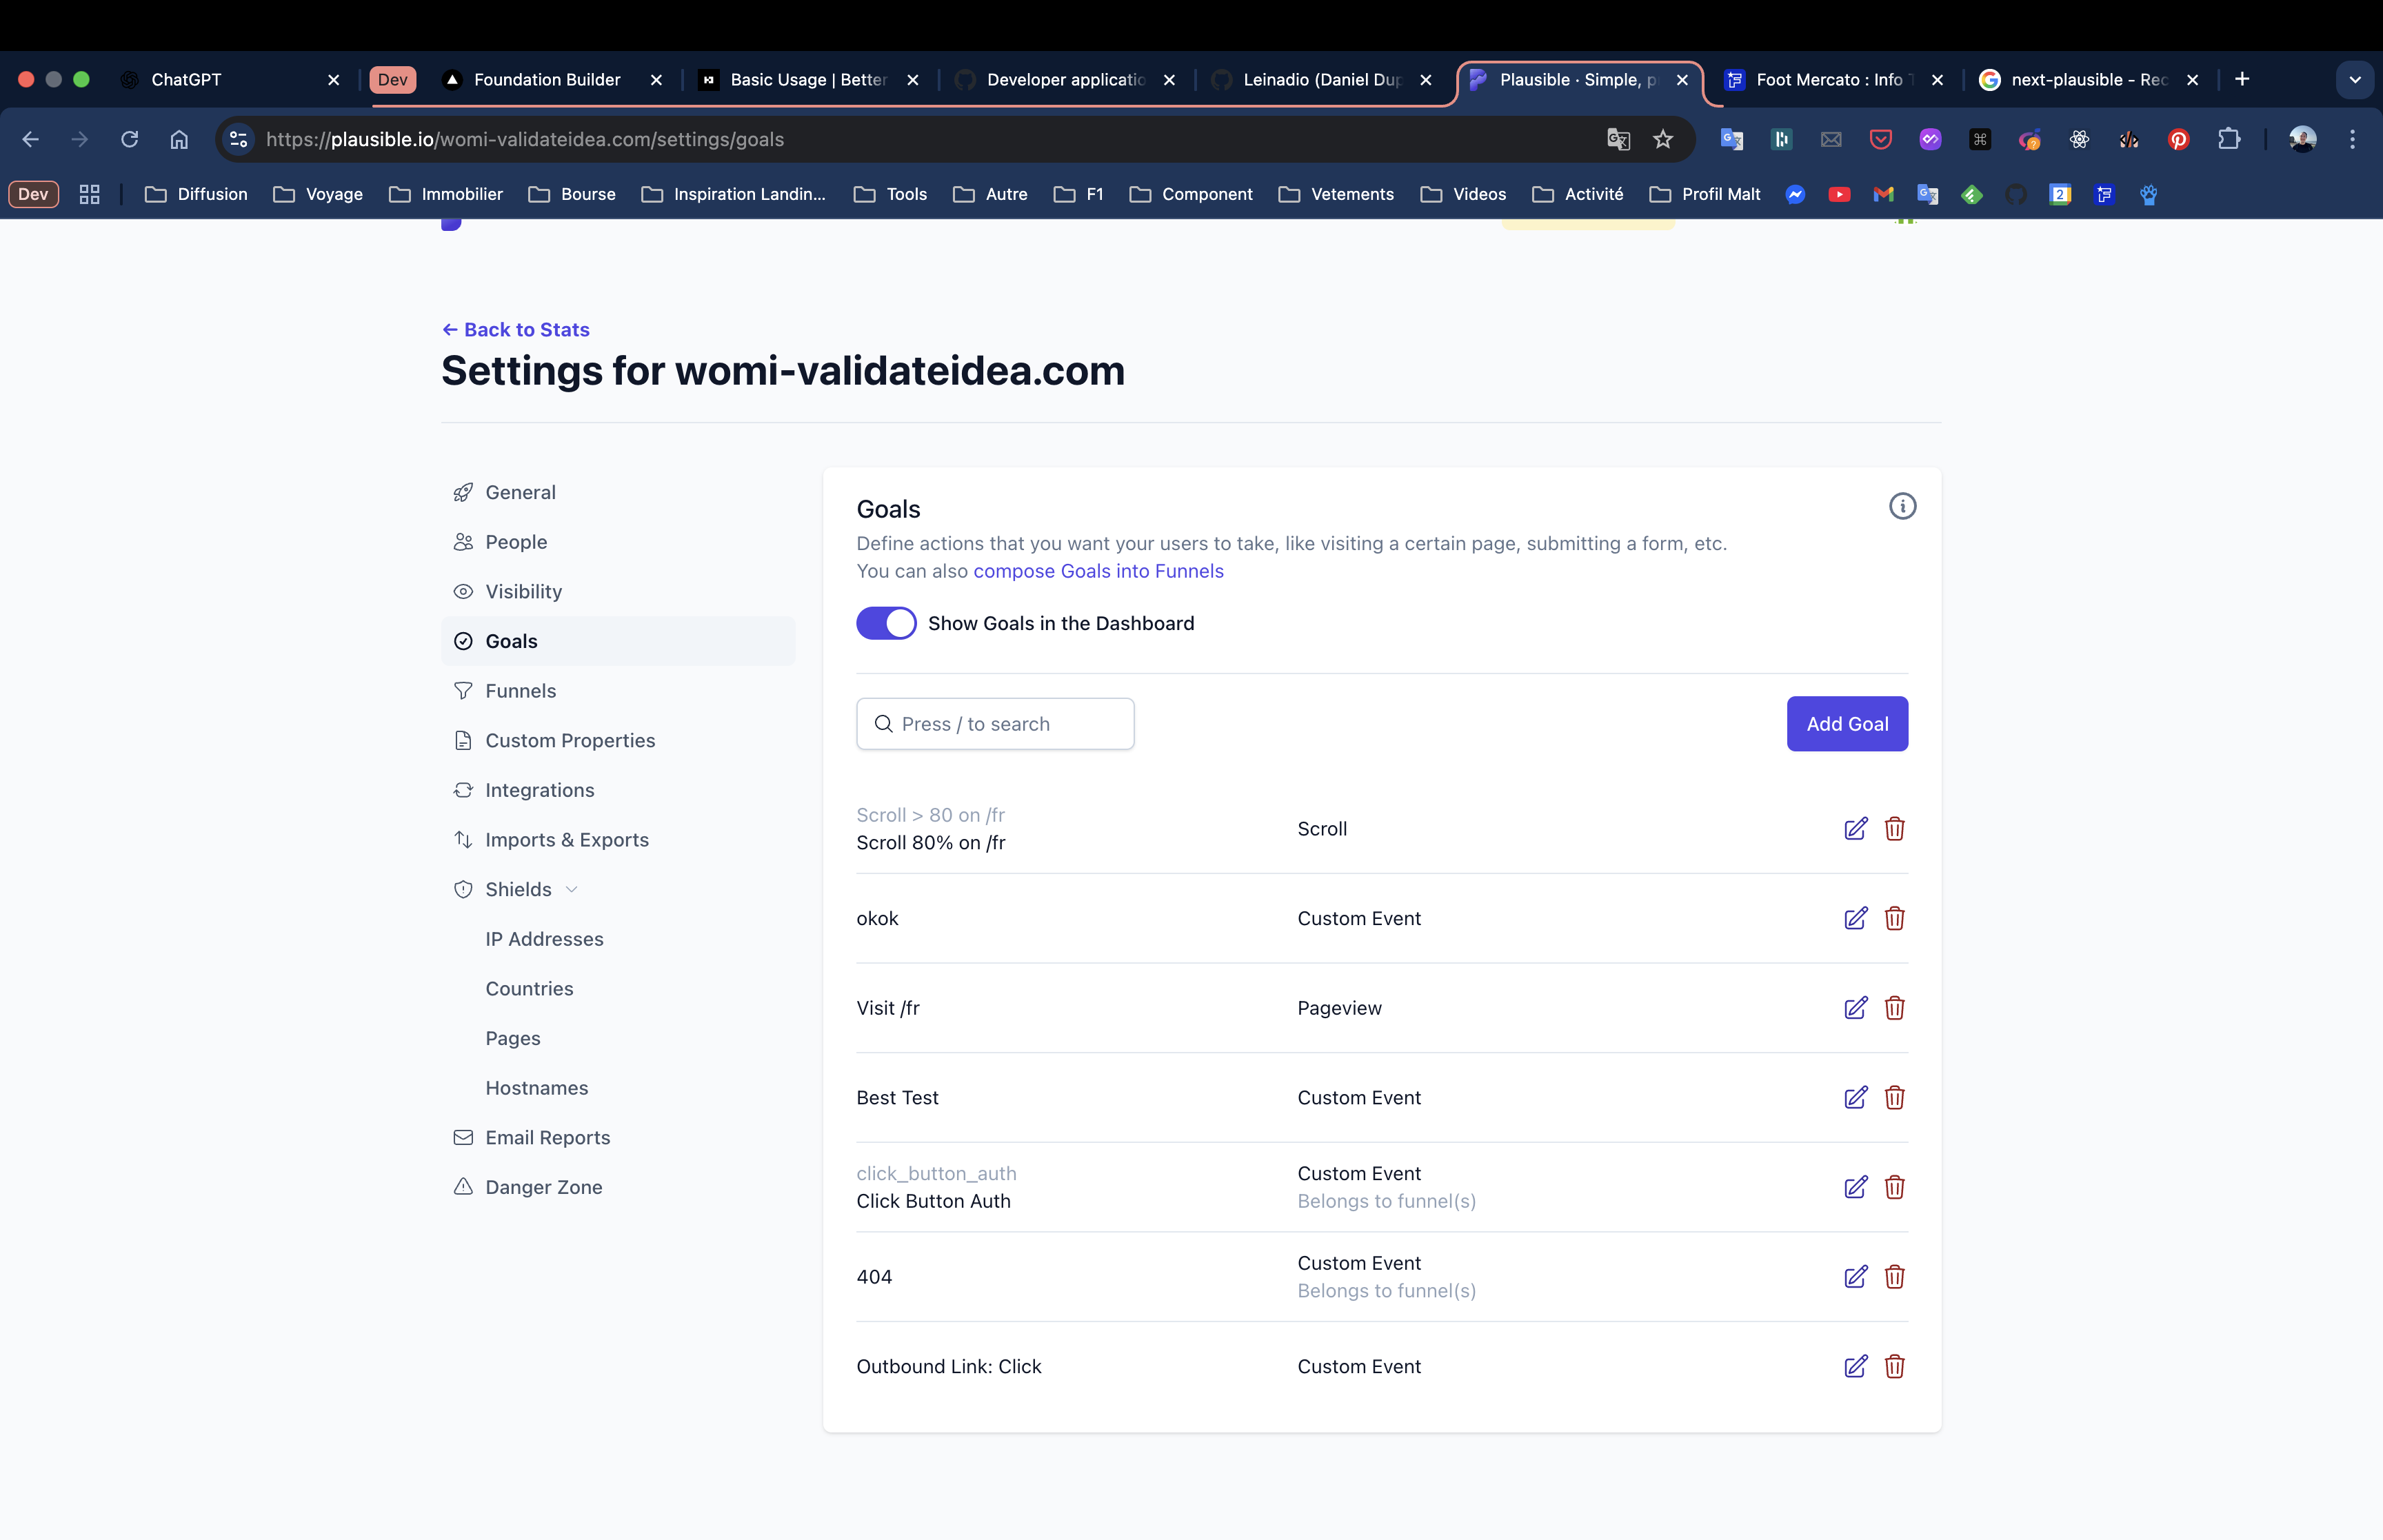 ChatGPT
Dev
Foundation Builder
Basic Usage | Better
Developer applicatio
Leinadio (Daniel Dup
Plausible · Simple, p
Foot Mercato : Info T
next-plausible - Rec
https://plausible.io/womi-validateidea.com/settings/goals
Dev
Diffusion
Voyage
Immobilier
Bourse
Inspiration Landin...
Tools
Autre
F1
Component
Vetements
Videos
Activité
Profil Malt
← Back to Stats
Settings for womi-validateidea.com
General
People
Visibility
Goals
Funnels
Custom Properties
Integrations
Imports & Exports
Shields
IP Addresses
Countries
Pages
Hostnames
Email Reports
Danger Zone
Goals
Define actions that you want your users to take, like visiting a certain page, submitting a form, etc.
You can also compose Goals into Funnels
Show Goals in the Dashboard
Press / to search
Add Goal
Scroll > 80 on /fr
Scroll 80% on /fr
Scroll
okok
Custom Event
Visit /fr
Pageview
Best Test
Custom Event
click_button_auth
Click Button Auth
Custom Event
Belongs to funnel(s)
404
Custom Event
Belongs to funnel(s)
Outbound Link: Click
Custom Event